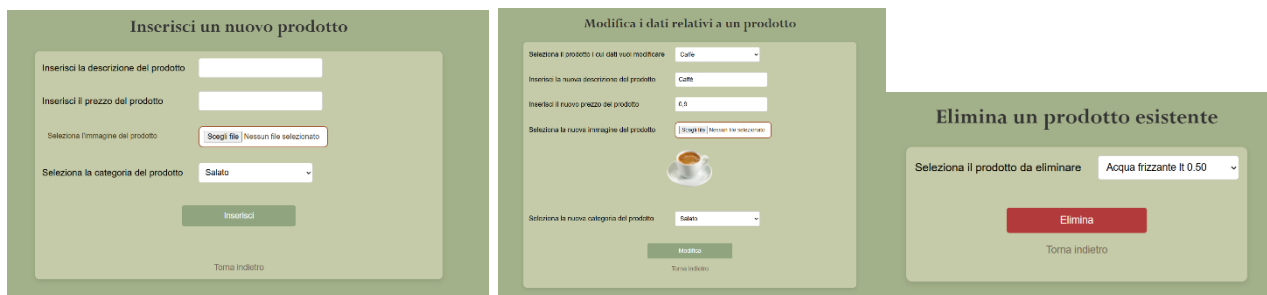 Inserisci un nuovo prodotto
Inserisci la descrizione del prodotto
Inserisci il prezzo del prodotto
Seleziona l'immagine del prodotto Scegli file Nessun file selezionato
Seleziona la categoria del prodotto Salato
Inserisci
Torna indietro
Modifica i dati relativi a un prodotto
Seleziona il prodotto i cui dati vuoi modificare Caffè
Inserisci la nuova descrizione del prodotto Caffè
Inserisci il nuovo prezzo del prodotto 0,9
Seleziona la nuova immagine del prodotto Scegli file Nessun file selezionato
Seleziona la nuova categoria del prodotto Salato
Modifica
Torna indietro
Elimina un prodotto esistente
Seleziona il prodotto da eliminare Acqua frizzante lt 0.50
Elimina
Torna indietro